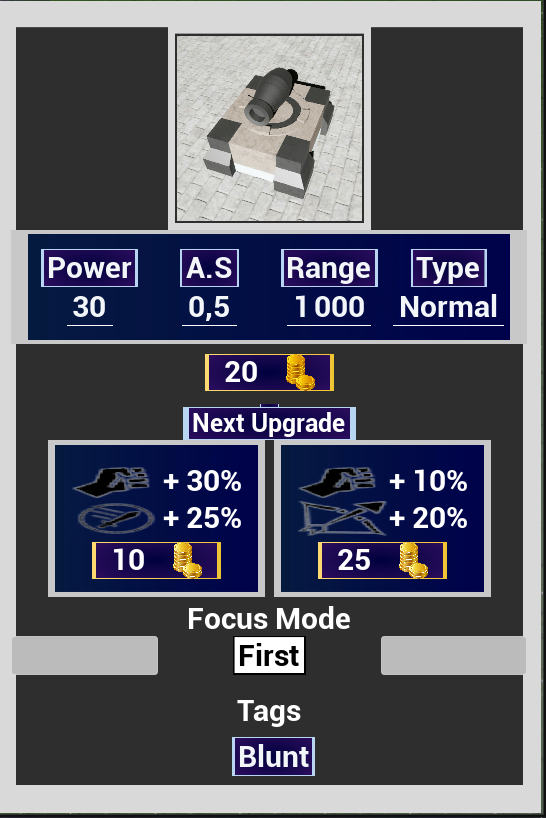 Power A.S Range Type
30 0,5 1 000 Normal
20
Next Upgrade
+ 30% + 10%
+ 25% + 20%
10 25
Focus Mode
First
Tags
Blunt